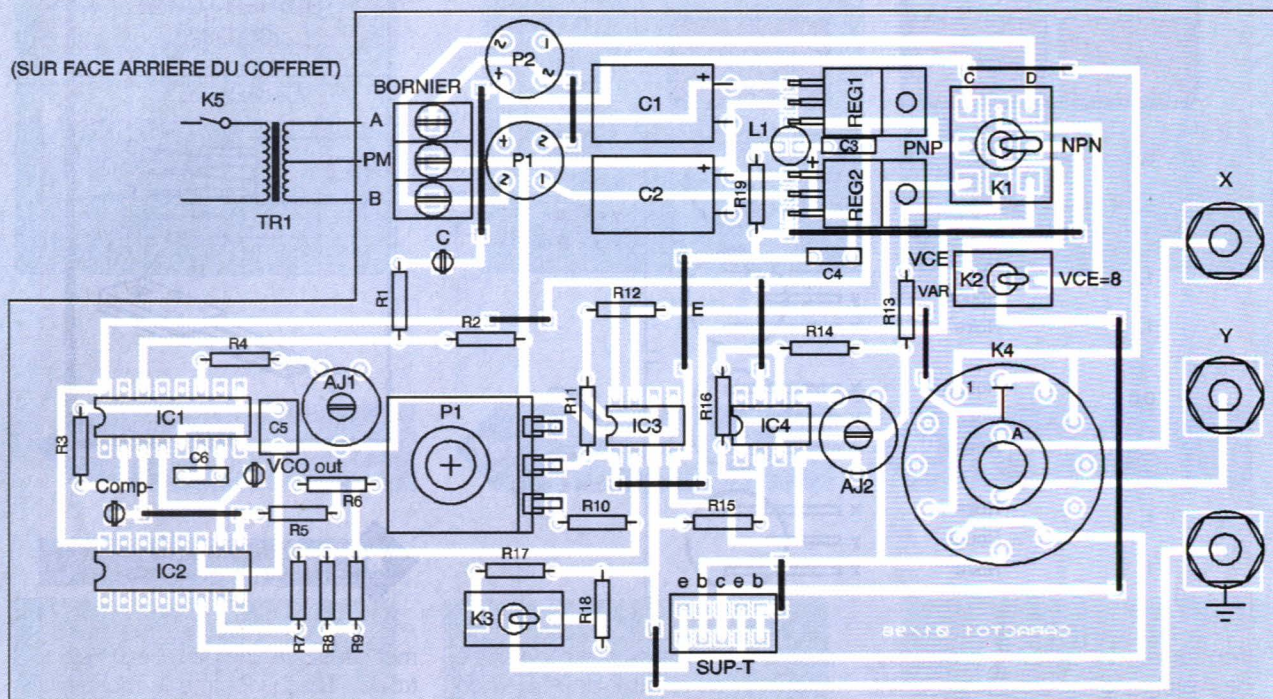 (SUR FACE ARRIERE DU COFFRET)
K5
TR1
BORNIER
A
PM
B
P2
~ - + ~
P1
+ ~ ~ -
C1
+
C2
+
L1
REG1
C3
+
REG2
R19
C4
PNP
C
D
NPN
K1
X
C
R1
R2
R12
E
R14
R13
VCE
VAR
K2
VCE=8
Y
K4
1
A
R4
AJ1
IC1
R3
C5
C6
VCO out
Comp-
R5
R6
P1
R11
IC3
R16
IC4
AJ2
R10
R15
IC2
R7
R8
R9
R17
K3
R18
e b c e b
SUP-T
CARACTO1 01/98